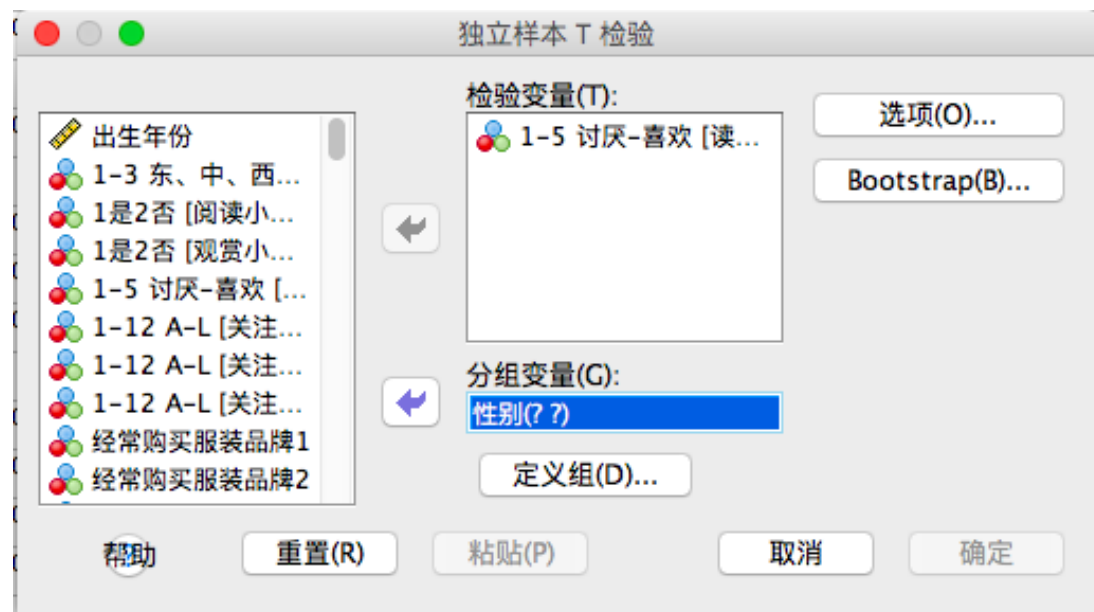 独立样本 T 检验
检验变量(T):
出生年份
1-3 东、中、西...
1是2否 [阅读小...
1是2否 [观赏小...
1-5 讨厌-喜欢 [...
1-12 A-L [关注...
1-12 A-L [关注...
1-12 A-L [关注...
经常购买服装品牌1
经常购买服装品牌2
1-5 讨厌-喜欢 [读...
分组变量(G):
性别(? ?)
定义组(D)...
选项(O)...
Bootstrap(B)...
帮助
重置(R)
粘贴(P)
取消
确定